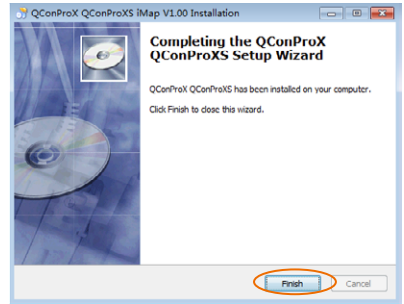 QConProX QConProXS iMap V1.00 Installation
Completing the QConProX
QConProXS Setup Wizard
QConProX QConProXS has been installed on your computer.
Click Finish to close this wizard.
Finish
Cancel